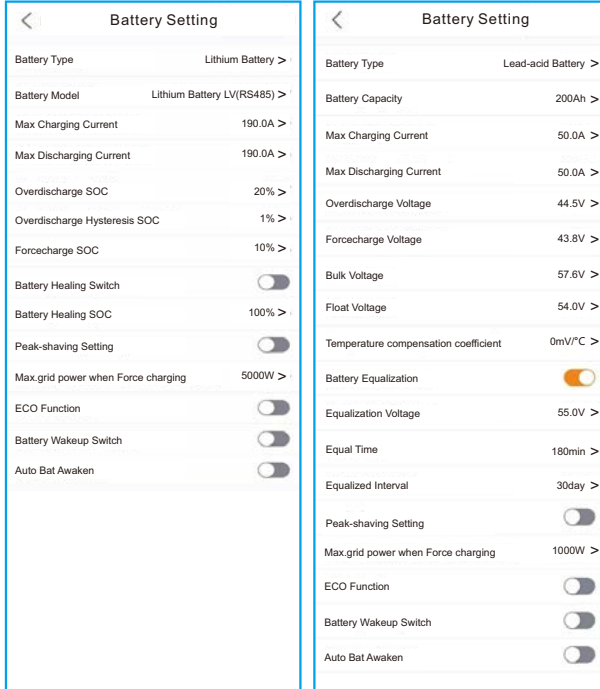 Battery Setting
Battery Type Lithium Battery >
Battery Model Lithium Battery LV(RS485) >
Max Charging Current 190.0A >
Max Discharging Current 190.0A >
Overdischarge SOC 20% >
Overdischarge Hysteresis SOC 1% >
Forcecharge SOC 10% >
Battery Healing Switch
Battery Healing SOC 100% >
Peak-shaving Setting
Max.grid power when Force charging 5000W >
ECO Function
Battery Wakeup Switch
Auto Bat Awaken
Battery Setting
Battery Type Lead-acid Battery >
Battery Capacity 200Ah >
Max Charging Current 50.0A >
Max Discharging Current 50.0A >
Overdischarge Voltage 44.5V >
Forcecharge Voltage 43.8V >
Bulk Voltage 57.6V >
Float Voltage 54.0V >
Temperature compensation coefficient 0mV/°C >
Battery Equalization
Equalization Voltage 55.0V >
Equal Time 180min >
Equalized Interval 30day >
Peak-shaving Setting
Max.grid power when Force charging 1000W >
ECO Function
Battery Wakeup Switch
Auto Bat Awaken